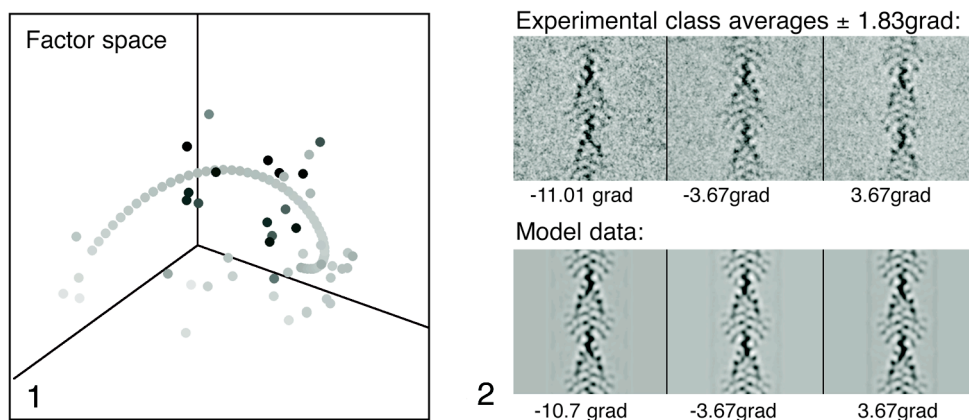 Factor space
1
Experimental class averages ± 1.83grad:
-11.01 grad -3.67grad 3.67grad
Model data:
2
-10.7 grad -3.67grad 3.67grad